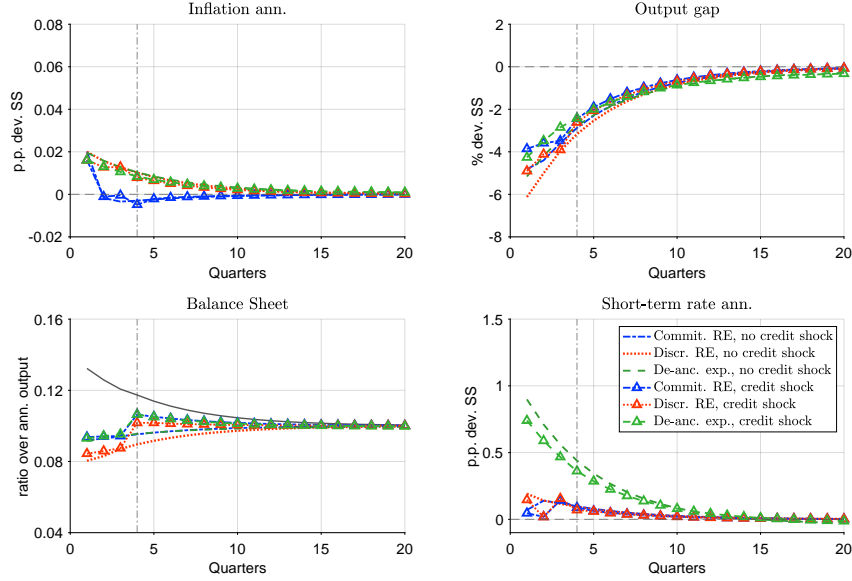 Inflation ann.
p.p. dev. SS
0.08
0.06
0.04
0.02
0
-0.02
0
5
10
15
20
Quarters
Output gap
% dev. SS
2
0
-2
-4
-6
-8
0
5
10
15
20
Quarters
Balance Sheet
ratio over ann. output
0.16
0.12
0.08
0.04
0
5
10
15
20
Quarters
Short-term rate ann.
p.p. dev. SS
1.5
1
0.5
0
Commit. RE, no credit shock
Discr. RE, no credit shock
De-anc. exp., no credit shock
Commit. RE, credit shock
Discr. RE, credit shock
De-anc. exp., credit shock
0
5
10
15
20
Quarters